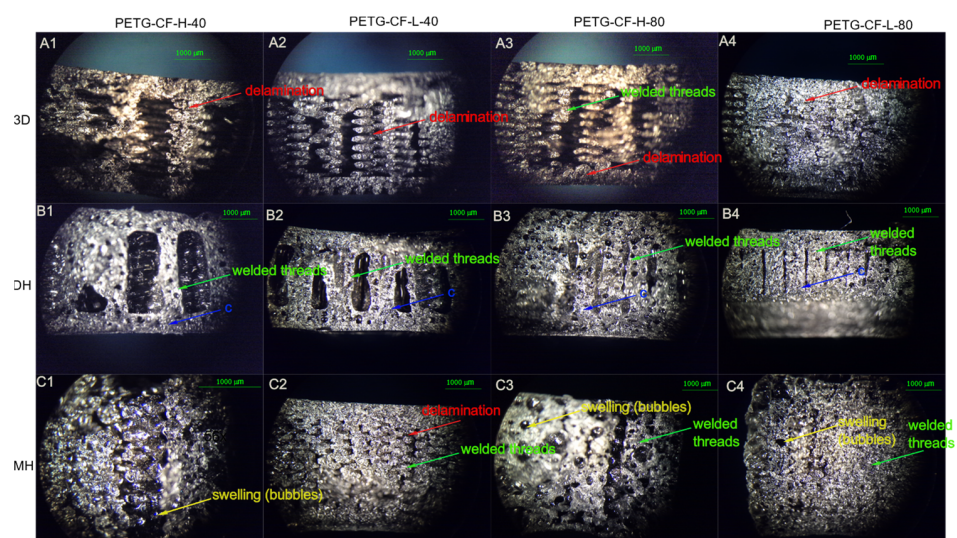 PETG-CF-H-40 PETG-CF-L-40 PETG-CF-H-80 PETG-CF-L-80
3D
A1 1000 μm delamination
A2 1000 μm delamination
A3 1000 μm welded threads delamination
A4 1000 μm delamination
DH
B1 1000 μm welded threads c
B2 1000 μm welded threads c
B3 1000 μm welded threads c
B4 1000 μm welded
threads c
MH
C1 1000 μm swelling (bubbles)
C2 1000 μm delamination welded threads
C3 1000 μm swelling (bubbles) welded
threads
C4 1000 μm swelling
(bubbles) welded
threads